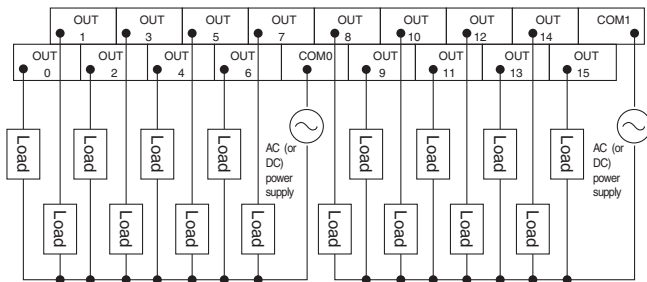 OUT OUT OUT OUT OUT OUT OUT OUT COM1
1 3 5 7 8 10 12 14
OUT OUT OUT OUT COM0 OUT OUT OUT OUT
0 2 4 6 9 11 13 15
Load Load Load Load AC (or DC) power supply Load Load Load Load AC (or DC) power supply
Load Load Load Load Load Load Load Load